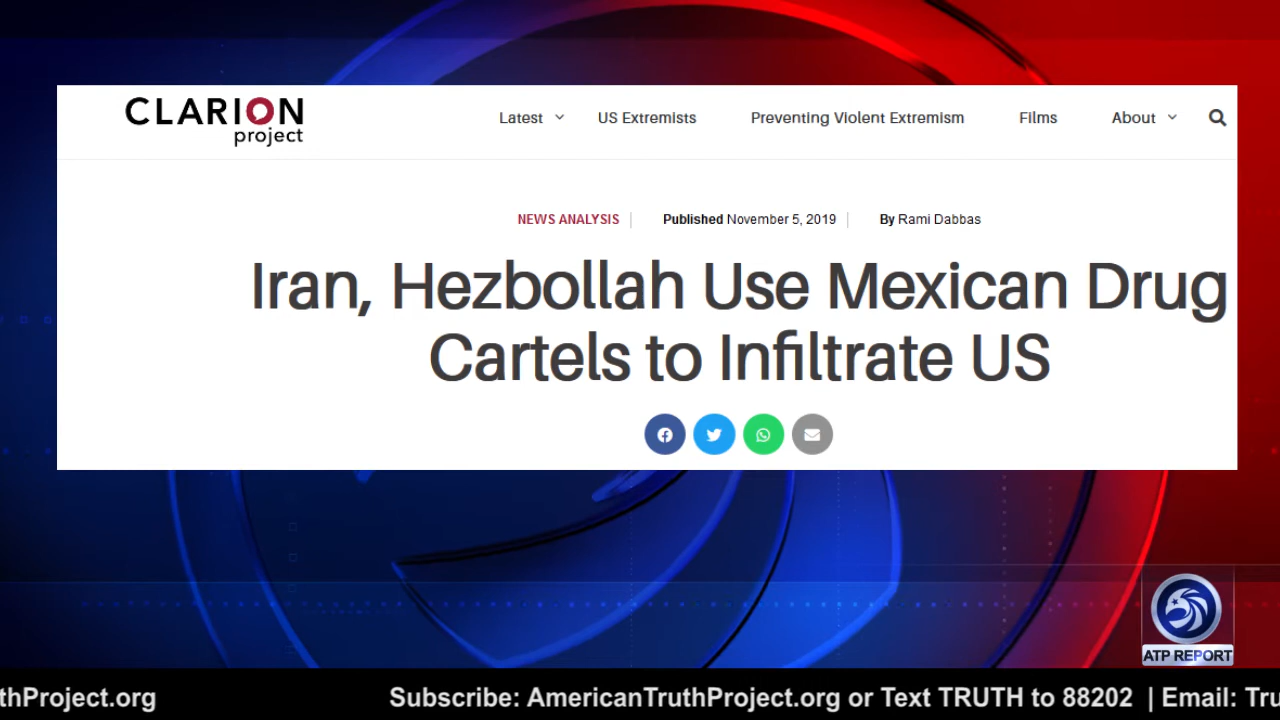 CLARION
project
Latest
US Extremists
Preventing Violent Extremism
Films
About
NEWS ANALYSIS
Published November 5, 2019
By Rami Dabbas
Iran, Hezbollah Use Mexican Drug
Cartels to Infiltrate US
ATP REPORT
thProject.org
Subscribe: AmericanTruthProject.org or Text TRUTH to 88202 | Email: Tru